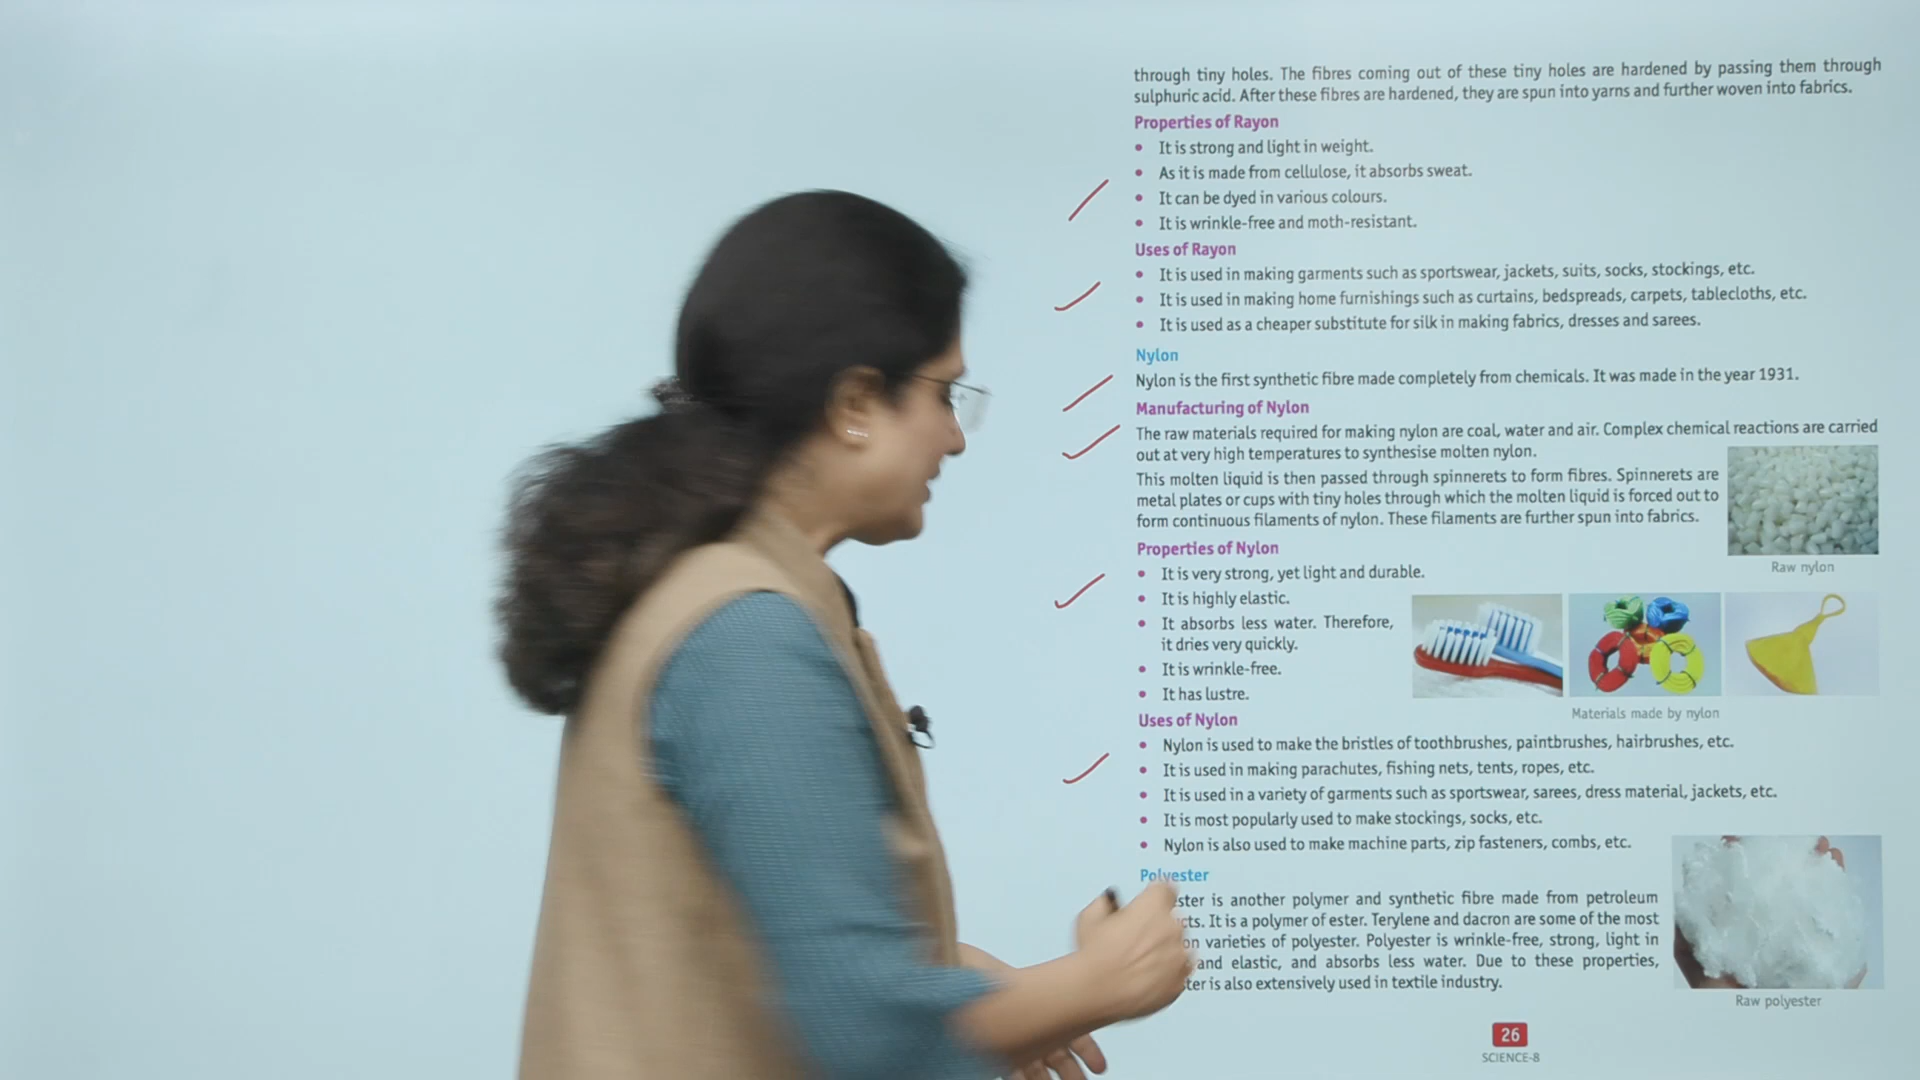 through tiny holes. The fibres coming out of these tiny holes are hardened by passing them through
sulphuric acid. After these fibres are hardened, they are spun into yarns and further woven into fabrics.
Properties of Rayon
• It is strong and light in weight.
• As it is made from cellulose, it absorbs sweat.
• It can be dyed in various colours.
• It is wrinkle-free and moth-resistant.
Uses of Rayon
• It is used in making garments such as sportswear, jackets, suits, socks, stockings, etc.
• It is used in making home furnishings such as curtains, bedspreads, carpets, tablecloths, etc.
• It is used as a cheaper substitute for silk in making fabrics, dresses and sarees.
Nylon
Nylon is the first synthetic fibre made completely from chemicals. It was made in the year 1931.
Manufacturing of Nylon
The raw materials required for making nylon are coal, water and air. Complex chemical reactions are carried
out at very high temperatures to synthesise molten nylon.
This molten liquid is then passed through spinnerets to form fibres. Spinnerets are
metal plates or cups with tiny holes through which the molten liquid is forced out to
form continuous filaments of nylon. These filaments are further spun into fabrics.
Raw nylon
Properties of Nylon
• It is very strong, yet light and durable.
• It is highly elastic.
• It absorbs less water. Therefore,
it dries very quickly.
• It is wrinkle-free.
• It has lustre.
Materials made by nylon
Uses of Nylon
• Nylon is used to make the bristles of toothbrushes, paintbrushes, hairbrushes, etc.
• It is used in making parachutes, fishing nets, tents, ropes, etc.
• It is used in a variety of garments such as sportswear, sarees, dress material, jackets, etc.
• It is most popularly used to make stockings, socks, etc.
• Nylon is also used to make machine parts, zip fasteners, combs, etc.
Polyester
is another polymer and synthetic fibre made from petroleum
It is a polymer of ester. Terylene and dacron are some of the most
varieties of polyester. Polyester is wrinkle-free, strong, light in
and elastic, and absorbs less water. Due to these properties,
is also extensively used in textile industry.
Raw polyester
26
SCIENCE-8